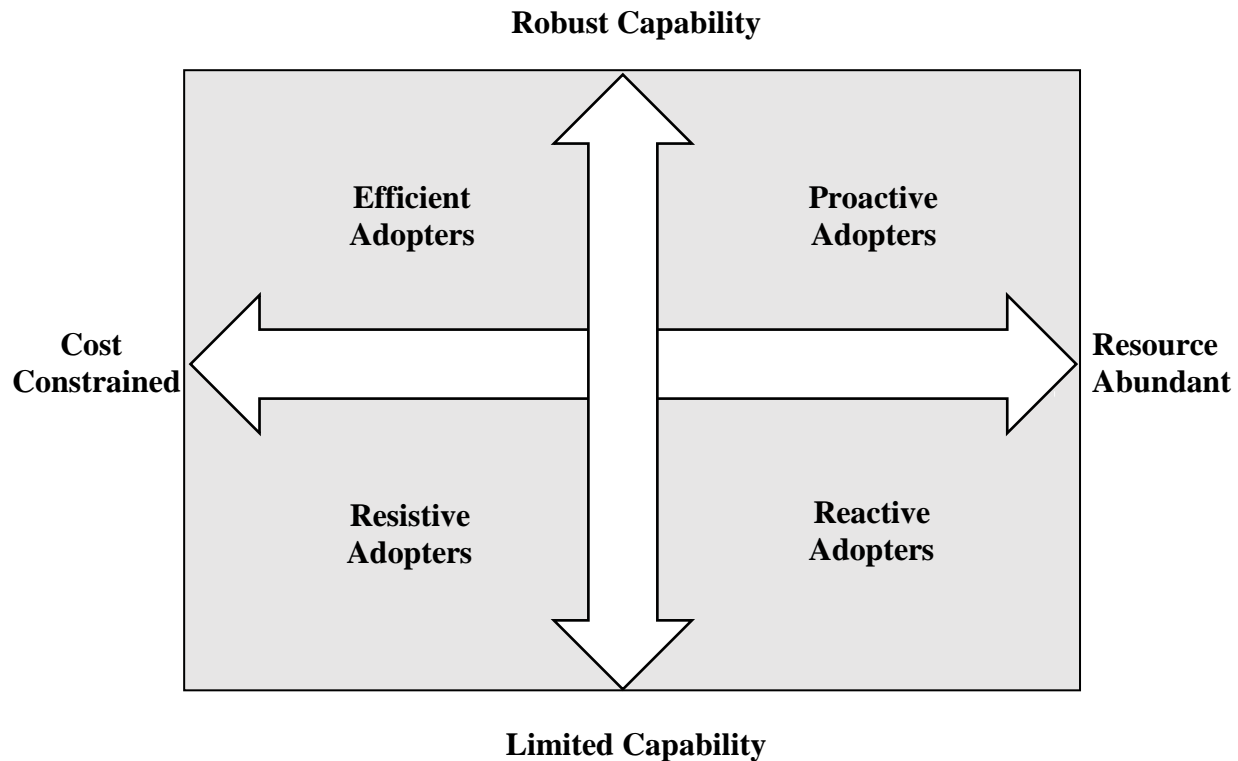 Robust Capability
Efficient
Adopters
Proactive
Adopters
Cost
Constrained
Resource
Abundant
Resistive
Adopters
Reactive
Adopters
Limited Capability